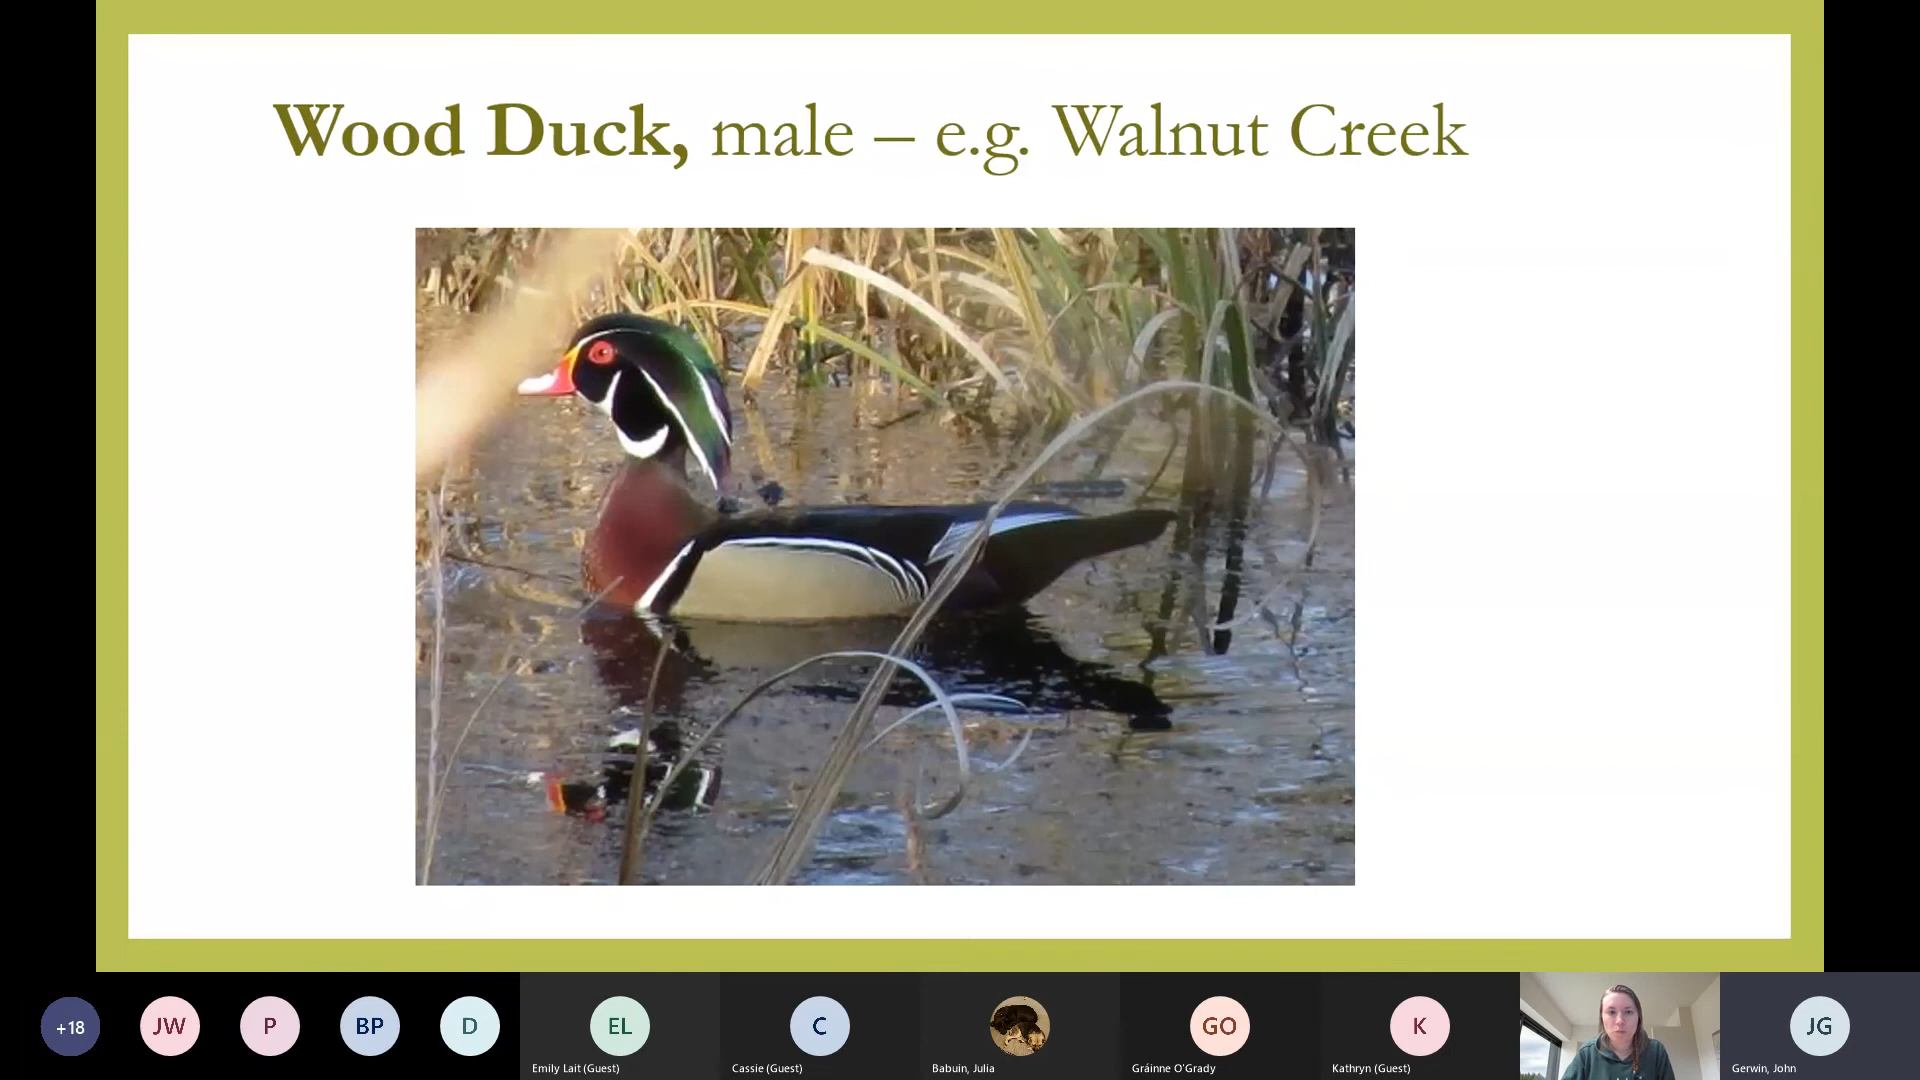 Wood Duck, male – e.g. Walnut Creek
+18
JW
P
BP
D
EL
Emily Lait (Guest)
C
Cassie (Guest)
Babuin, Julia
GO
Gráinne O'Grady
K
Kathryn (Guest)
JG
Gerwin, John